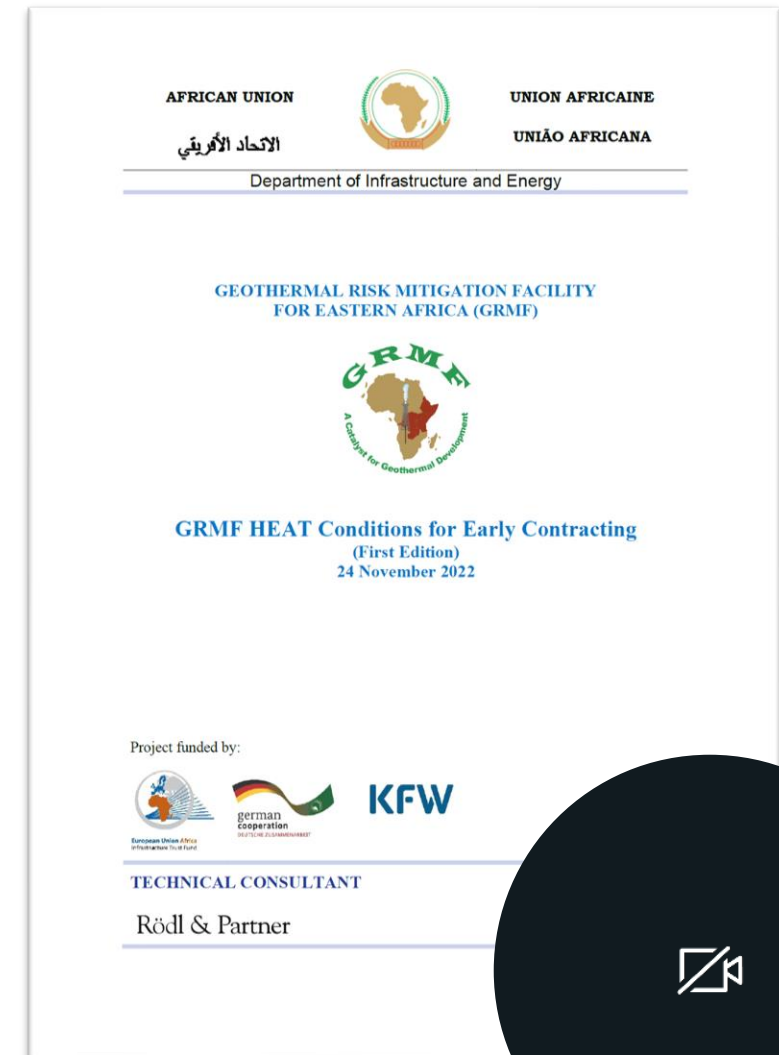 AFRICAN UNION
الاتحاد الأفريقي
UNION AFRICAINE
UNIÃO AFRICANA
Department of Infrastructure and Energy
GEOTHERMAL RISK MITIGATION FACILITY
FOR EASTERN AFRICA (GRMF)
GRMF
A Catalyst for Geothermal Development
GRMF HEAT Conditions for Early Contracting
(First Edition)
24 November 2022
Project funded by:
european Union Africa
Infrastructure Trust Fund
german
cooperation
DEUTSCHE ZUSAMMENARBEIT
KFW
TECHNICAL CONSULTANT
Rödl & Partner